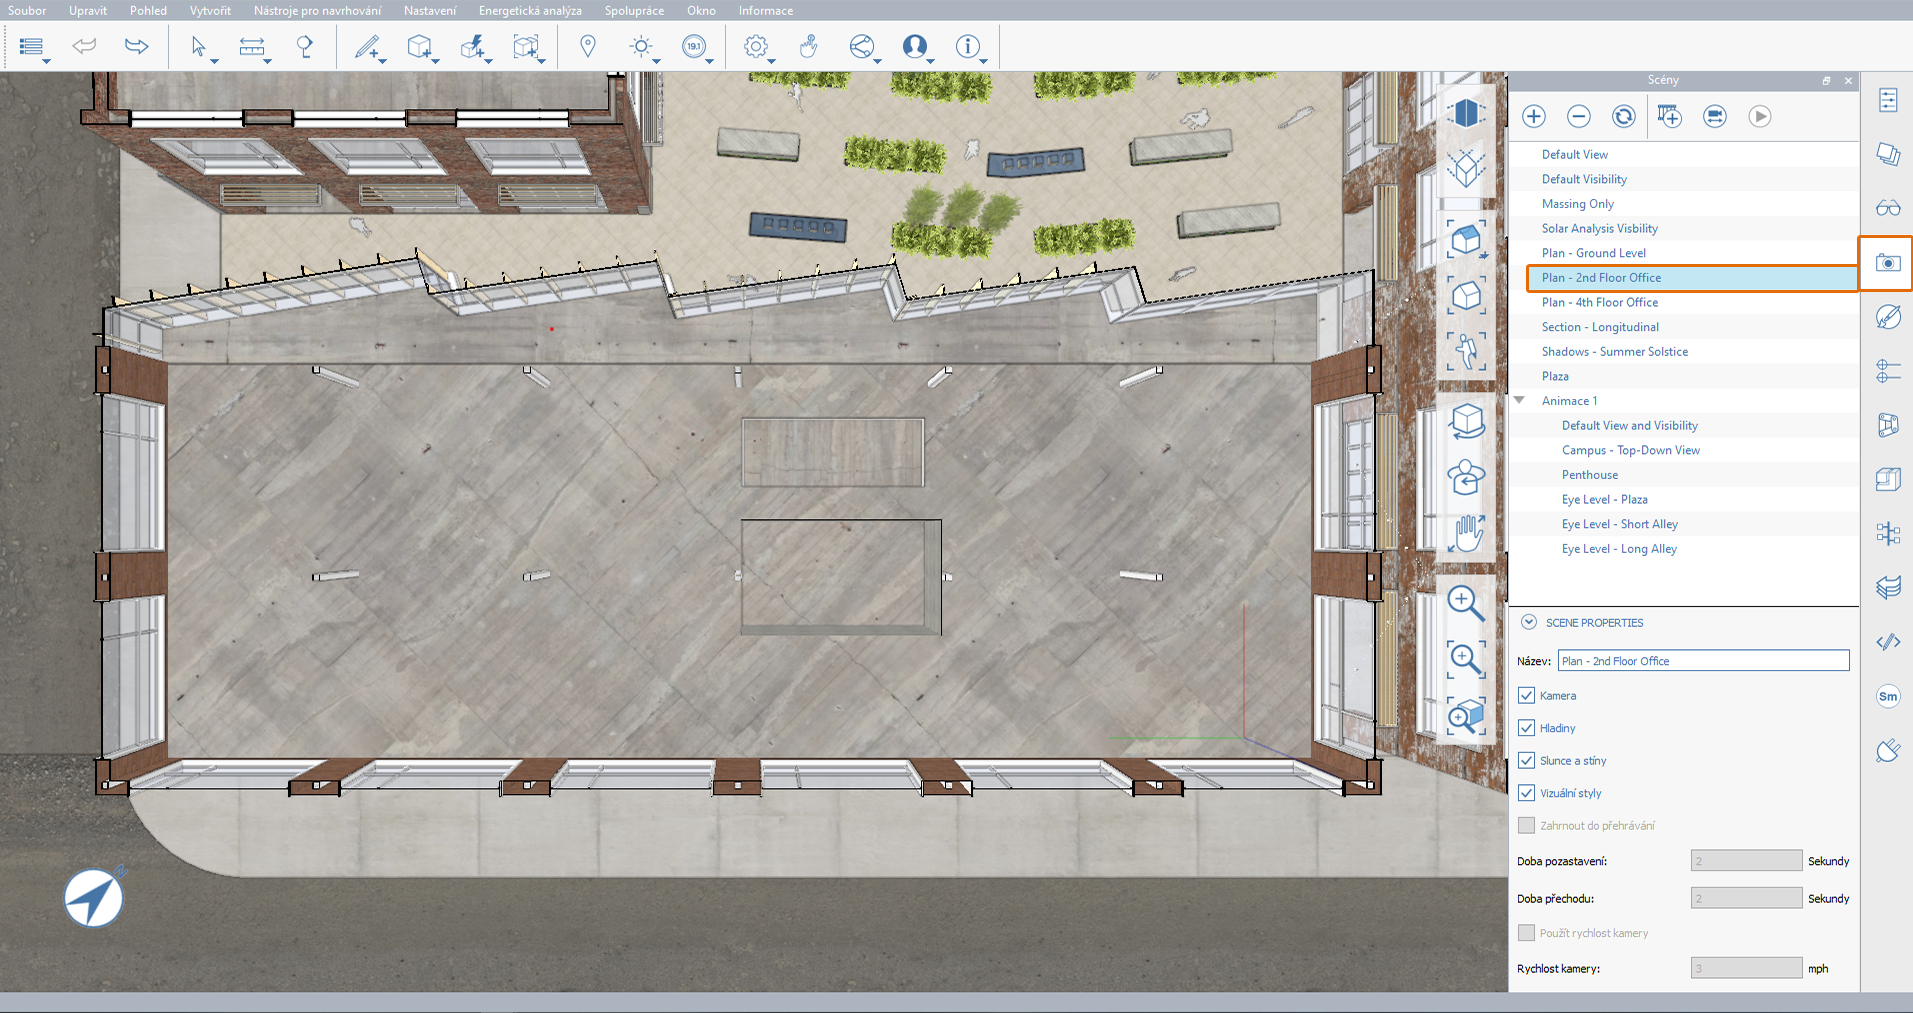 Soubor Upravit Pohled Vytvořit Nástroje pro navrhování Nastavení Energetická analýza Spolupráce Okno Informace
19.1
Scény
Default View
Default Visibility
Massing Only
Solar Analysis Visbility
Plan - Ground Level
Plan - 2nd Floor Office
Plan - 4th Floor Office
Section - Longitudinal
Shadows - Summer Solstice
Plaza
Animace 1
Default View and Visibility
Campus - Top-Down View
Penthouse
Eye Level - Plaza
Eye Level - Short Alley
Eye Level - Long Alley
SCENE PROPERTIES
Název: Plan - 2nd Floor Office
Kamera
Hladiny
Slunce a stíny
Vizuální styly
Zahrnout do přehrávání
Doba pozastavení: 2 Sekundy
Doba přechodu: 2 Sekundy
Použít rychlost kamery
Rychlost kamery: 3 mph
Sm
N